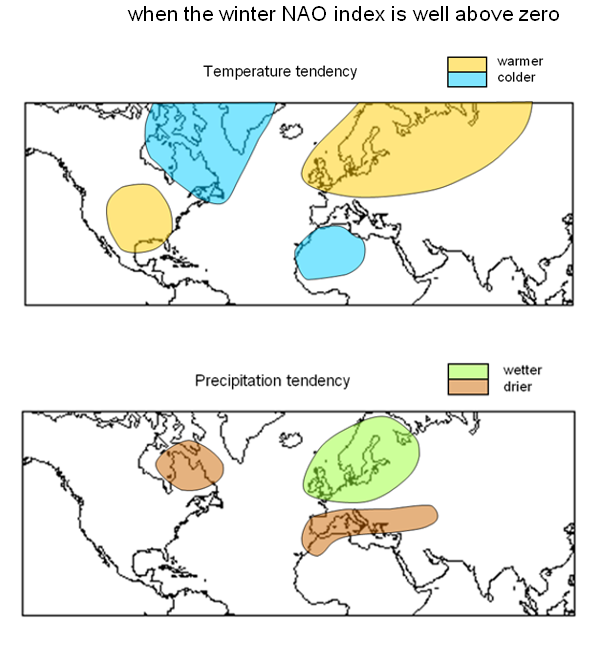 when the winter NAO index is well above zero
Temperature tendency
warmer
colder
Precipitation tendency
wetter
drier